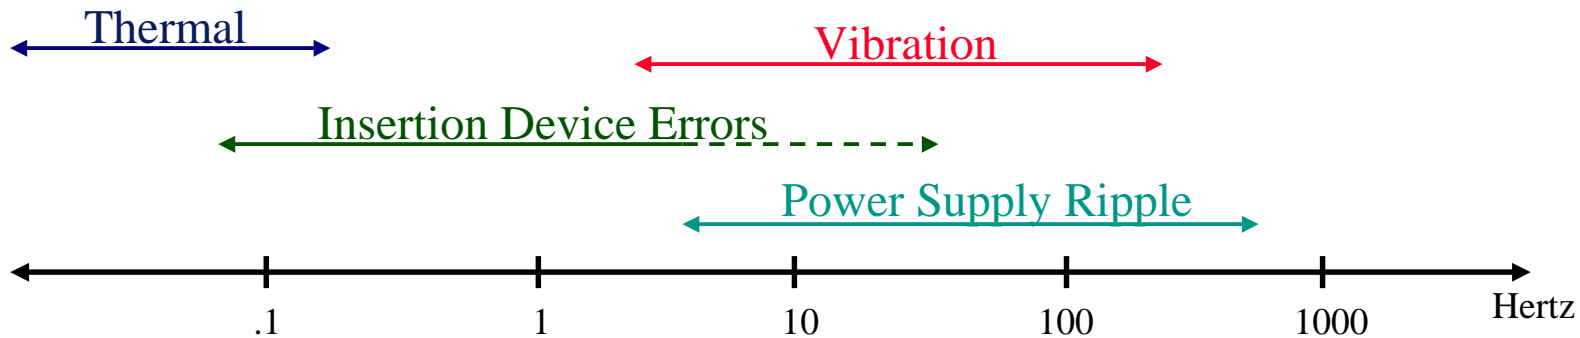 Thermal
Vibration
Insertion Device Errors
Power Supply Ripple
.1 1 10 100 1000 Hertz